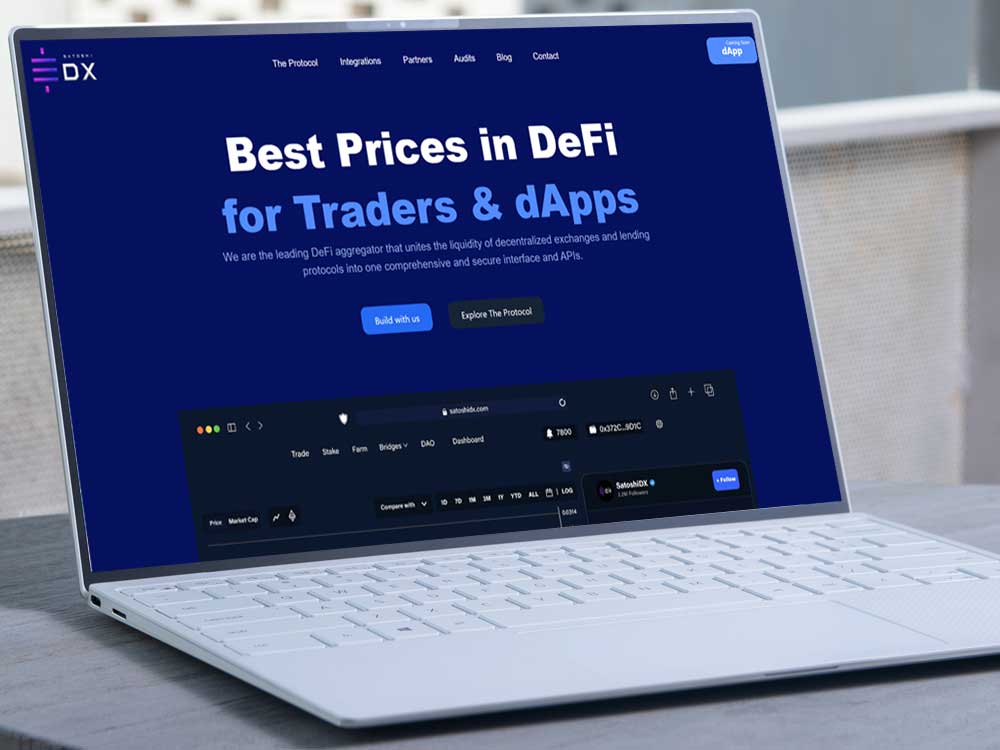 SATOSHI
DX
The Protocol
Integrations
Partners
Audits
Blog
Contact
Coming Soon
dApp
Best Prices in DeFi
for Traders & dApps
We are the leading DeFi aggregator that unites the liquidity of decentralized exchanges and lending
protocols into one comprehensive and secure interface and APIs.
Build with us
Explore The Protocol
satoshidx.com
Trade
Stake
Farm
Bridges
DAO
Dashboard
7800
0x372C...9D1C
Price
Market Cap
Compare with
1D
7D
1M
3M
1Y
YTD
ALL
LOG
0.0314
SatoshiDX
Followers
+ Follow